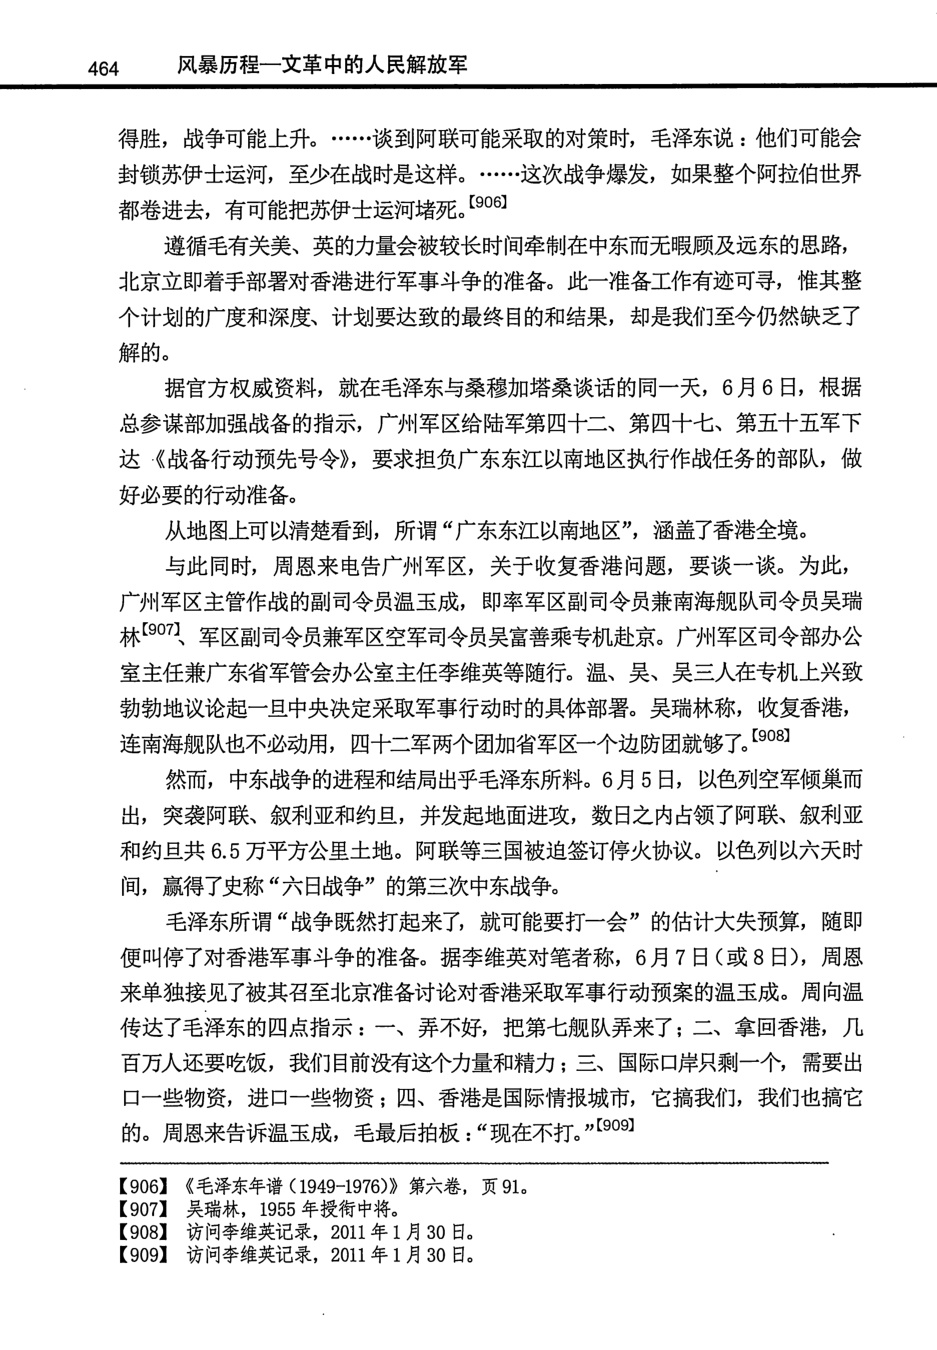 464 风暴历程—文革中的人民解放军
得胜，战争可能上升。……谈到阿联可能采取的对策时，毛泽东说：他们可能会
封锁苏伊士运河，至少在战时是这样。……这次战争爆发，如果整个阿拉伯世界
都卷进去，有可能把苏伊士运河堵死。【906】
遵循毛有关美、英的力量会被较长时间牵制在中东而无暇顾及远东的思路，
北京立即着手部署对香港进行军事斗争的准备。此一准备工作有迹可寻，惟其整
个计划的广度和深度、计划要达致的最终目的和结果，却是我们至今仍然缺乏了
解的。
据官方权威资料，就在毛泽东与桑穆加塔桑谈话的同一天，6月6日，根据
总参谋部加强战备的指示，广州军区给陆军第四十二、第四十七、第五十五军下
达《战备行动预先号令》，要求担负广东东江以南地区执行作战任务的部队，做
好必要的行动准备。
从地图上可以清楚看到，所谓“广东东江以南地区”，涵盖了香港全境。
与此同时，周恩来电告广州军区，关于收复香港问题，要谈一谈。为此，
广州军区主管作战的副司令员温玉成，即率军区副司令员兼南海舰队司令员吴瑞
林【907】、军区副司令员兼军区空军司令员吴富善乘专机赴京。广州军区司令部办公
室主任兼广东省军管会办公室主任李维英等随行。温、吴、吴三人在专机上兴致
勃勃地议论起一旦中央决定采取军事行动时的具体部署。吴瑞林称，收复香港，
连南海舰队也不必动用，四十二军两个团加省军区一个边防团就够了。【908】
然而，中东战争的进程和结局出乎毛泽东所料。6月5日，以色列空军倾巢而
出，突袭阿联、叙利亚和约旦，并发起地面进攻，数日之内占领了阿联、叙利亚
和约旦共6.5万平方公里土地。阿联等三国被迫签订停火协议。以色列以六天时
间，赢得了史称“六日战争”的第三次中东战争。
毛泽东所谓“战争既然打起来了，就可能要打一会”的估计大失预算，随即
便叫停了对香港军事斗争的准备。据李维英对笔者称，6月7日（或8日），周恩
来单独接见了被其召至北京准备讨论对香港采取军事行动预案的温玉成。周向温
传达了毛泽东的四点指示：一、弄不好，把第七舰队弄来了；二、拿回香港，几
百万人还要吃饭，我们目前没有这个力量和精力；三、国际口岸只剩一个，需要出
口一些物资，进口一些物资；四、香港是国际情报城市，它搞我们，我们也搞它
的。周恩来告诉温玉成，毛最后拍板：“现在不打。”【909】
【906】《毛泽东年谱（1949-1976）》第六卷，页91。
【907】 吴瑞林，1955年授衔中将。
【908】 访问李维英记录，2011年1月30日。
【909】 访问李维英记录，2011年1月30日。